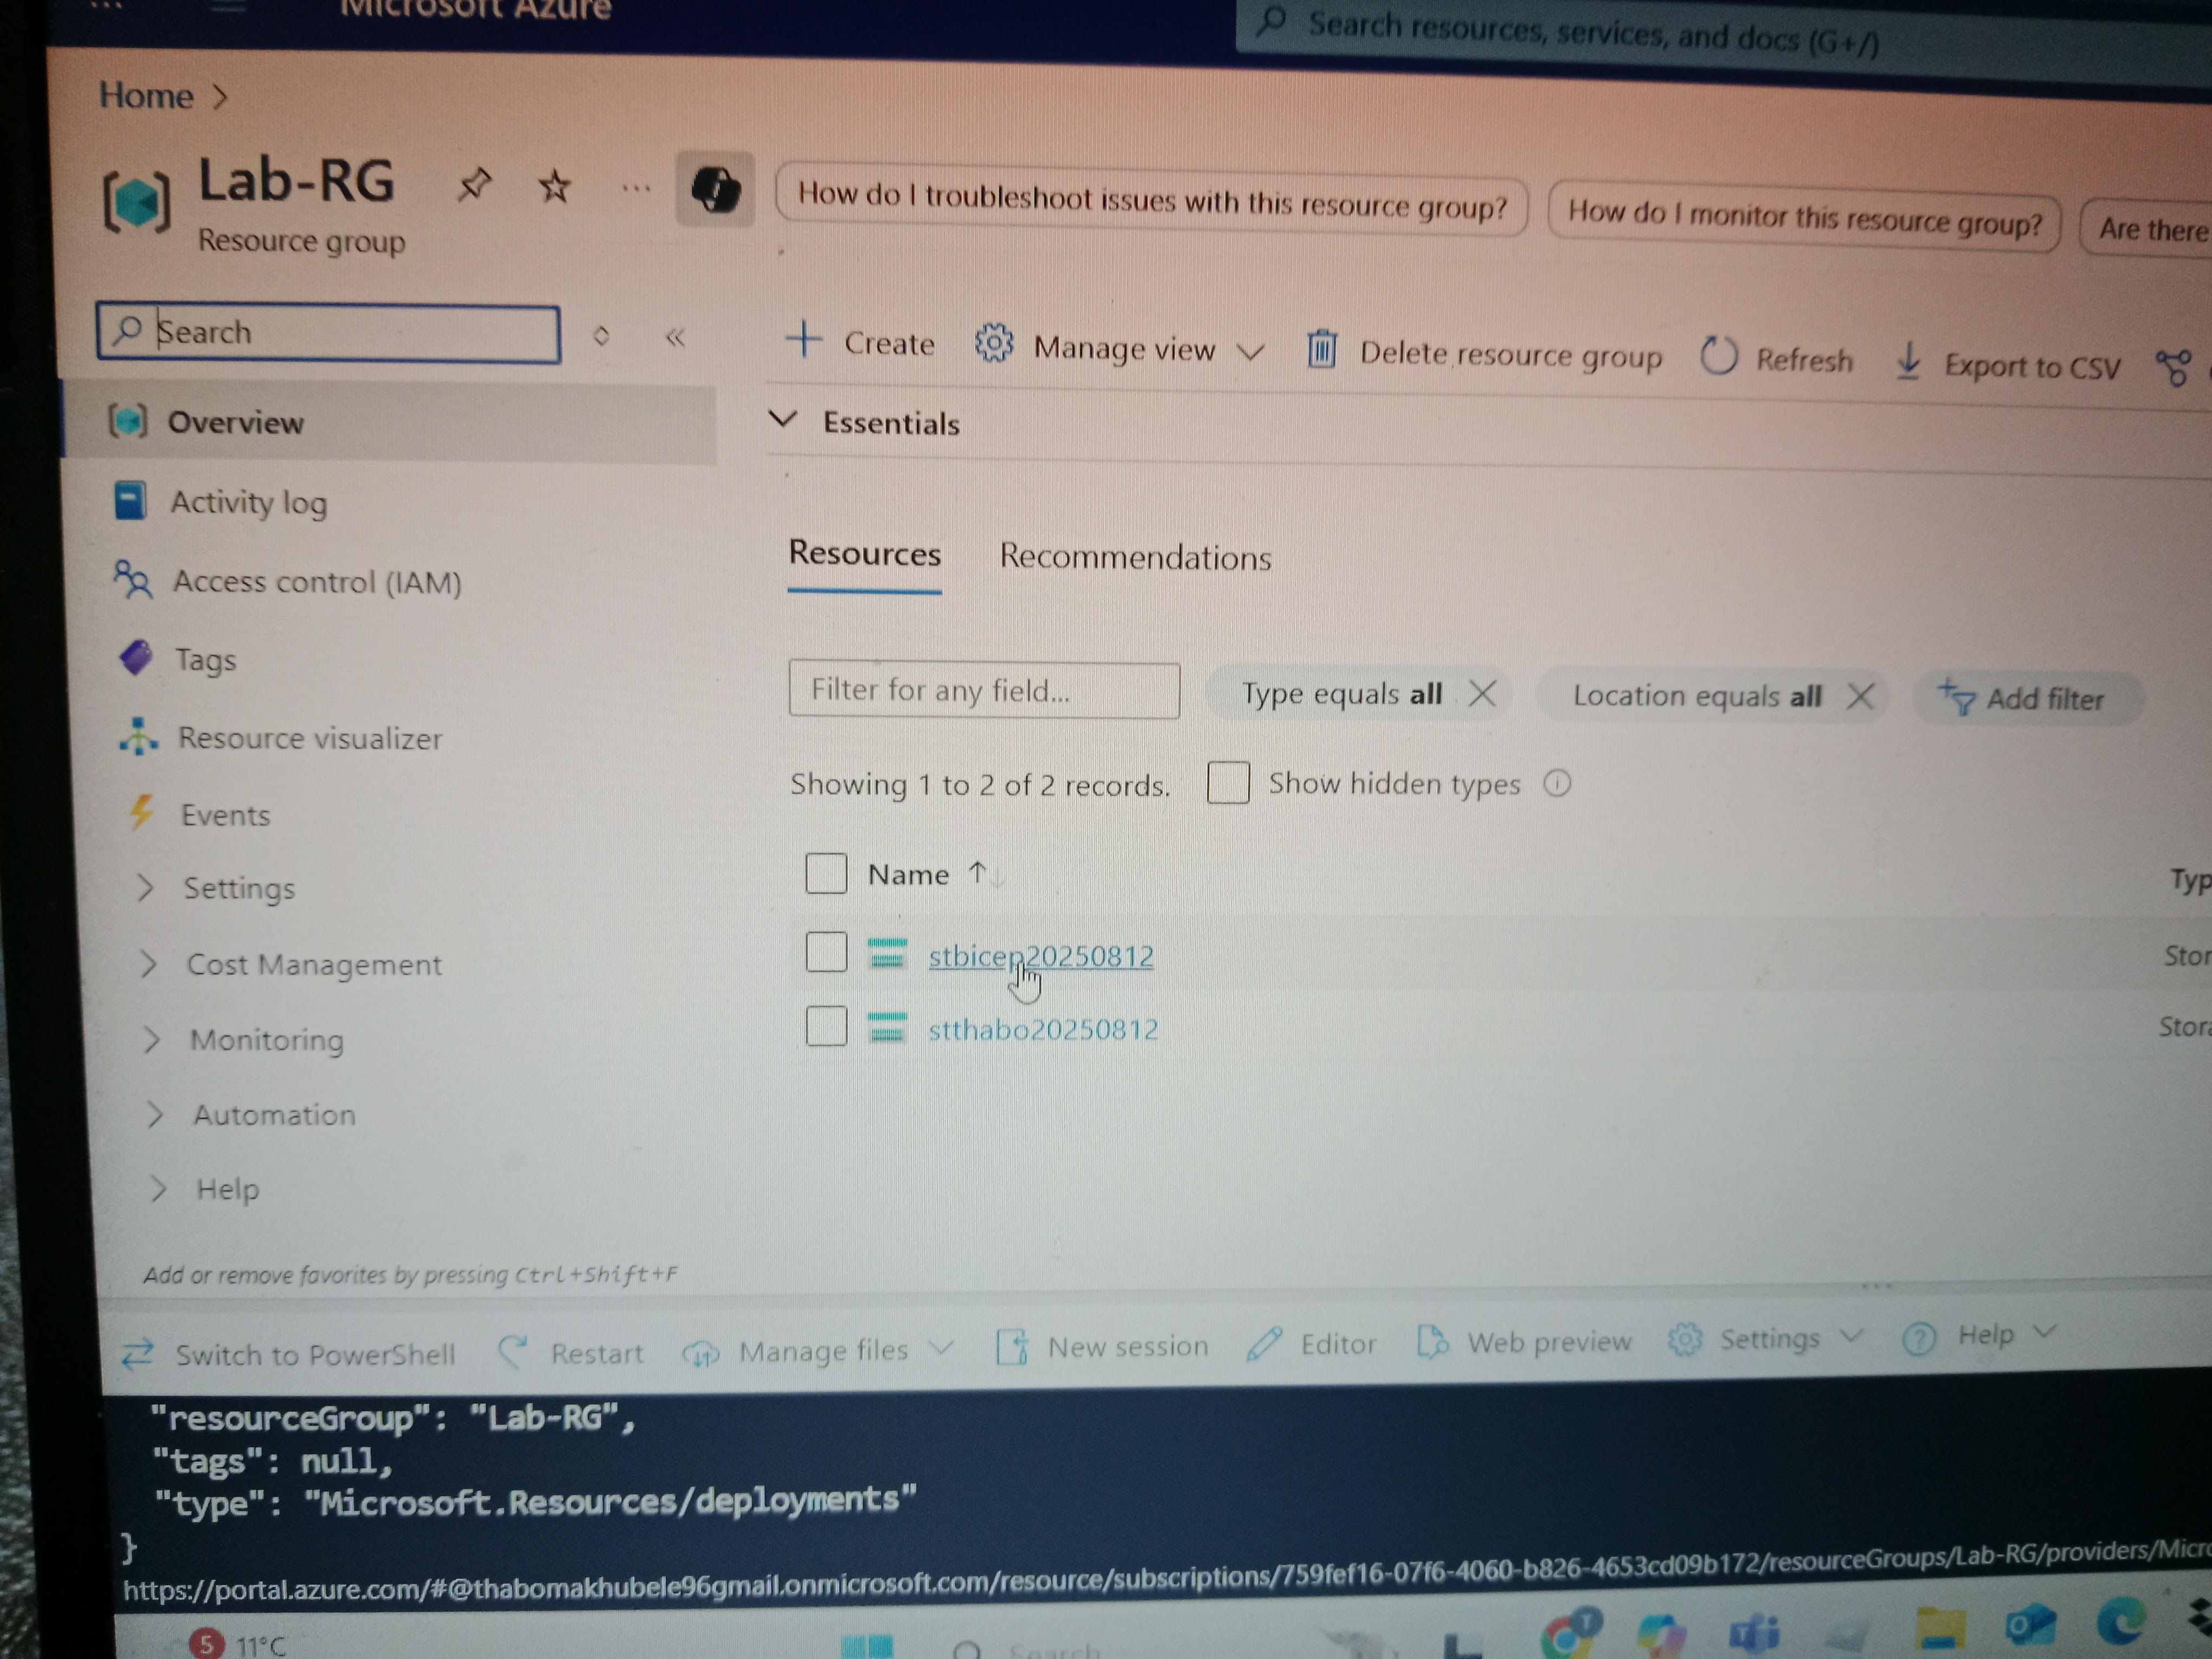 Microsoft Azure
Search resources, services, and docs (G+/)
Home
Lab-RG
Resource group
How do I troubleshoot issues with this resource group?
How do I monitor this resource group?
Are there
Search
Create
Manage view
Delete resource group
Refresh
Export to CSV
Overview
Essentials
Activity log
Access control (IAM)
Tags
Resource visualizer
Events
Settings
Cost Management
Monitoring
Automation
Help
Resources
Recommendations
Filter for any field...
Type equals all
Location equals all
Add filter
Showing 1 to 2 of 2 records.
Show hidden types
Name
Typ
stbicep20250812
Stor
stthabo20250812
Stora
Add or remove favorites by pressing Ctrl+Shift+F
Switch to PowerShell
Restart
Manage files
New session
Editor
Web preview
Settings
Help
"resourceGroup": "Lab-RG",
"tags": null,
"type": "Microsoft.Resources/deployments"
}
https://portal.azure.com/#@thabomakhubele96gmail.onmicrosoft.com/resource/subscriptions/759fef16-07f6-4060-b826-4653cd09b172/resourceGroups/Lab-RG/providers/Micro
5
11°C
Search
T